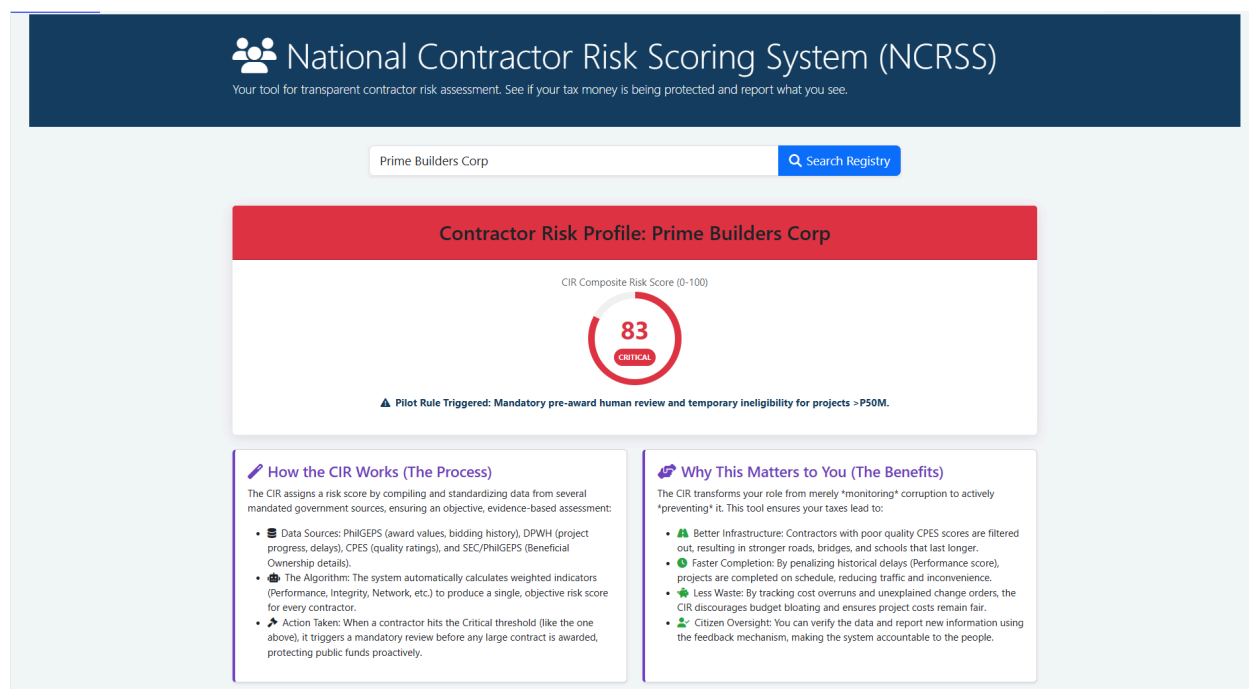 National Contractor Risk Scoring System (NCRSS)
Your tool for transparent contractor risk assessment. See if your tax money is being protected and report what you see.
Prime Builders Corp
Search Registry
Contractor Risk Profile: Prime Builders Corp
CIR Composite Risk Score (0-100)
83
CRITICAL
Pilot Rule Triggered: Mandatory pre-award human review and temporary ineligibility for projects >P50M.
How the CIR Works (The Process)
The CIR assigns a risk score by compiling and standardizing data from several
mandated government sources, ensuring an objective, evidence-based assessment:
• Data Sources: PhilGEPS (award values, bidding history), DPWH (project
progress, delays), CPES (quality ratings), and SEC/PhilGEPS (Beneficial
Ownership details).
• The Algorithm: The system automatically calculates weighted indicators
(Performance, Integrity, Network, etc.) to produce a single, objective risk score
for every contractor.
• Action Taken: When a contractor hits the Critical threshold (like the one
above), it triggers a mandatory review before any large contract is awarded,
protecting public funds proactively.
Why This Matters to You (The Benefits)
The CIR transforms your role from merely *monitoring* corruption to actively
*preventing* it. This tool ensures your taxes lead to:
• Better Infrastructure: Contractors with poor quality CPES scores are filtered
out, resulting in stronger roads, bridges, and schools that last longer.
• Faster Completion: By penalizing historical delays (Performance score),
projects are completed on schedule, reducing traffic and inconvenience.
• Less Waste: By tracking cost overruns and unexplained change orders, the
CIR discourages budget bloating and ensures project costs remain fair.
• Citizen Oversight: You can verify the data and report new information using
the feedback mechanism, making the system accountable to the people.